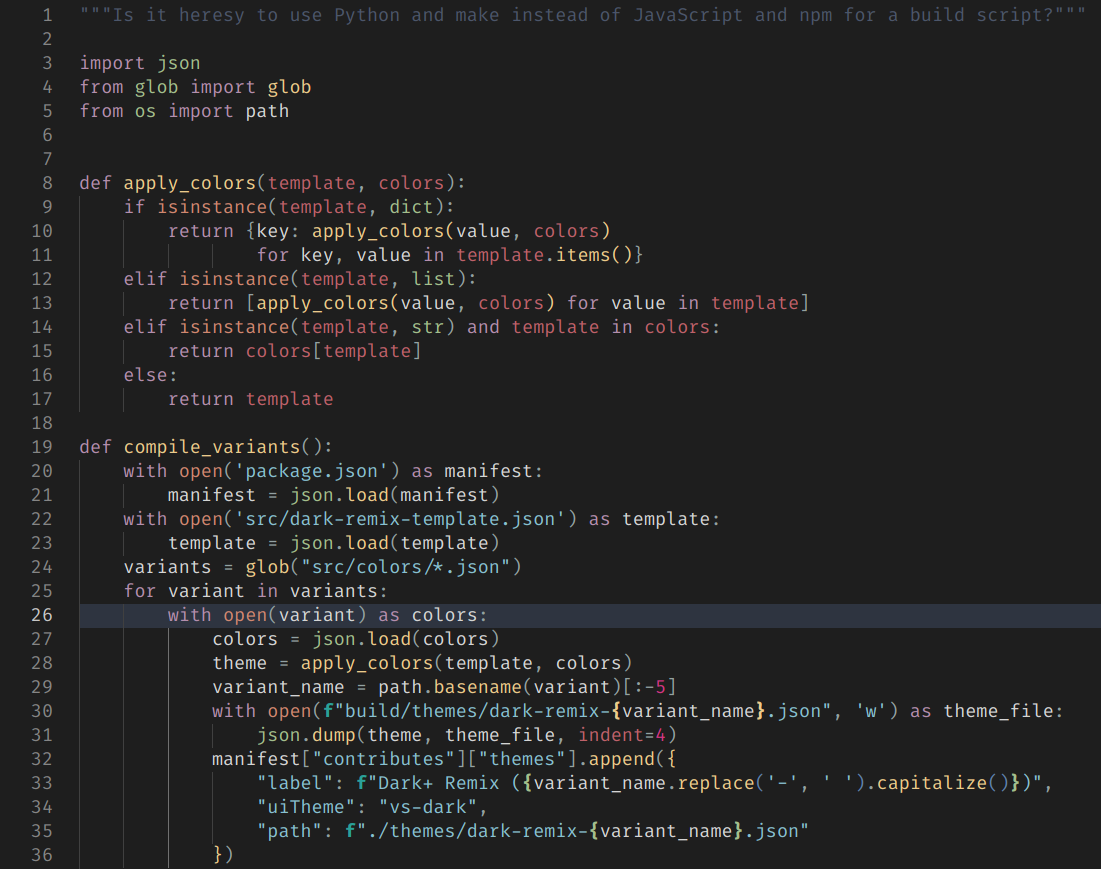 1 """Is it heresy to use Python and make instead of JavaScript and npm for a build script?"""
2
3 import json
4 from glob import glob
5 from os import path
6
7
8 def apply_colors(template, colors):
9     if isinstance(template, dict):
10         return {key: apply_colors(value, colors)
11                 for key, value in template.items()}
12     elif isinstance(template, list):
13         return [apply_colors(value, colors) for value in template]
14     elif isinstance(template, str) and template in colors:
15         return colors[template]
16     else:
17         return template
18
19 def compile_variants():
20     with open('package.json') as manifest:
21         manifest = json.load(manifest)
22     with open('src/dark-remix-template.json') as template:
23         template = json.load(template)
24     variants = glob("src/colors/*.json")
25     for variant in variants:
26         with open(variant) as colors:
27             colors = json.load(colors)
28             theme = apply_colors(template, colors)
29             variant_name = path.basename(variant)[:-5]
30             with open(f"build/themes/dark-remix-{variant_name}.json", 'w') as theme_file:
31                 json.dump(theme, theme_file, indent=4)
32             manifest["contributes"]["themes"].append({
33                 "label": f"Dark+ Remix ({variant_name.replace('-', ' ').capitalize()})",
34                 "uiTheme": "vs-dark",
35                 "path": f"./themes/dark-remix-{variant_name}.json"
36             })